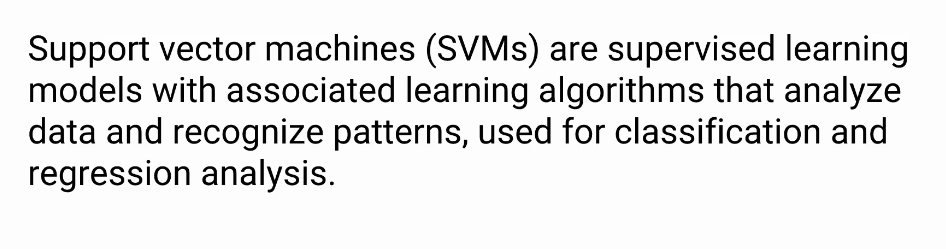 Support vector machines (SVMs) are supervised learning
models with associated learning algorithms that analyze
data and recognize patterns, used for classification and
regression analysis.